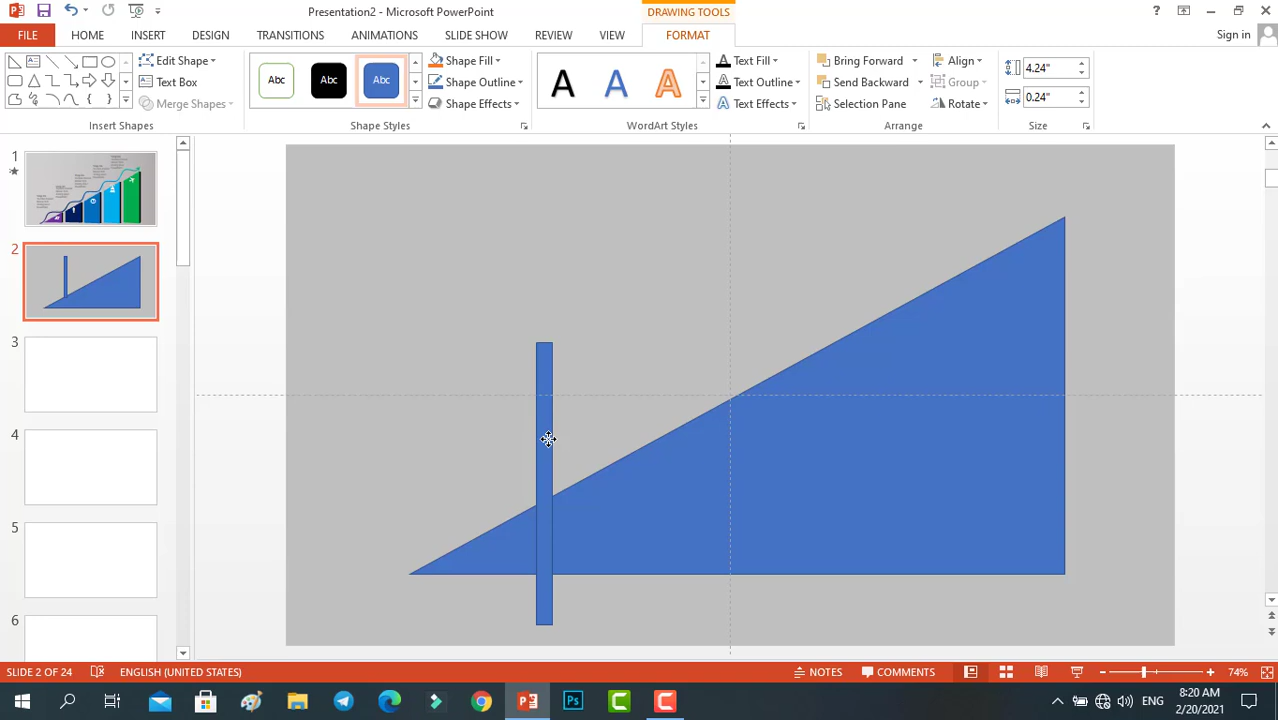 Presentation2 - Microsoft PowerPoint
DRAWING TOOLS
?
FILE HOME INSERT DESIGN TRANSITIONS ANIMATIONS SLIDE SHOW REVIEW VIEW FORMAT Sign in
Edit Shape
Text Box
Merge Shapes
Insert Shapes
Abc Abc Abc
Shape Fill
Shape Outline
Shape Effects
Shape Styles
A A A
Text Fill
Text Outline
Text Effects
WordArt Styles
Bring Forward
Send Backward
Selection Pane
Align
Group
Rotate
Arrange
4.24"
0.24"
Size
1
2
3
4
5
6
SLIDE 2 OF 24 ENGLISH (UNITED STATES) NOTES COMMENTS 74%
ENG
8:20 AM
2/20/2021